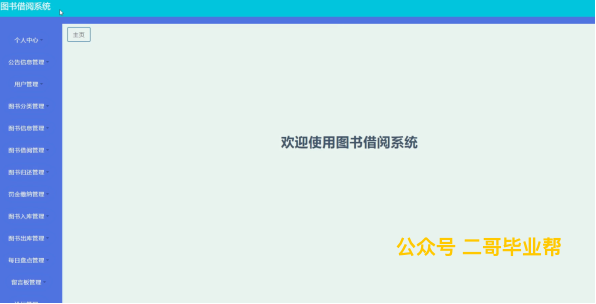 图书借阅系统
主页
个人中心
公告信息管理
用户管理
图书分类管理
图书信息管理
图书借阅管理
图书归还管理
罚金缴纳管理
图书入库管理
图书出库管理
每日盘点管理
留言板管理
欢迎使用图书借阅系统
公众号 二哥毕业帮